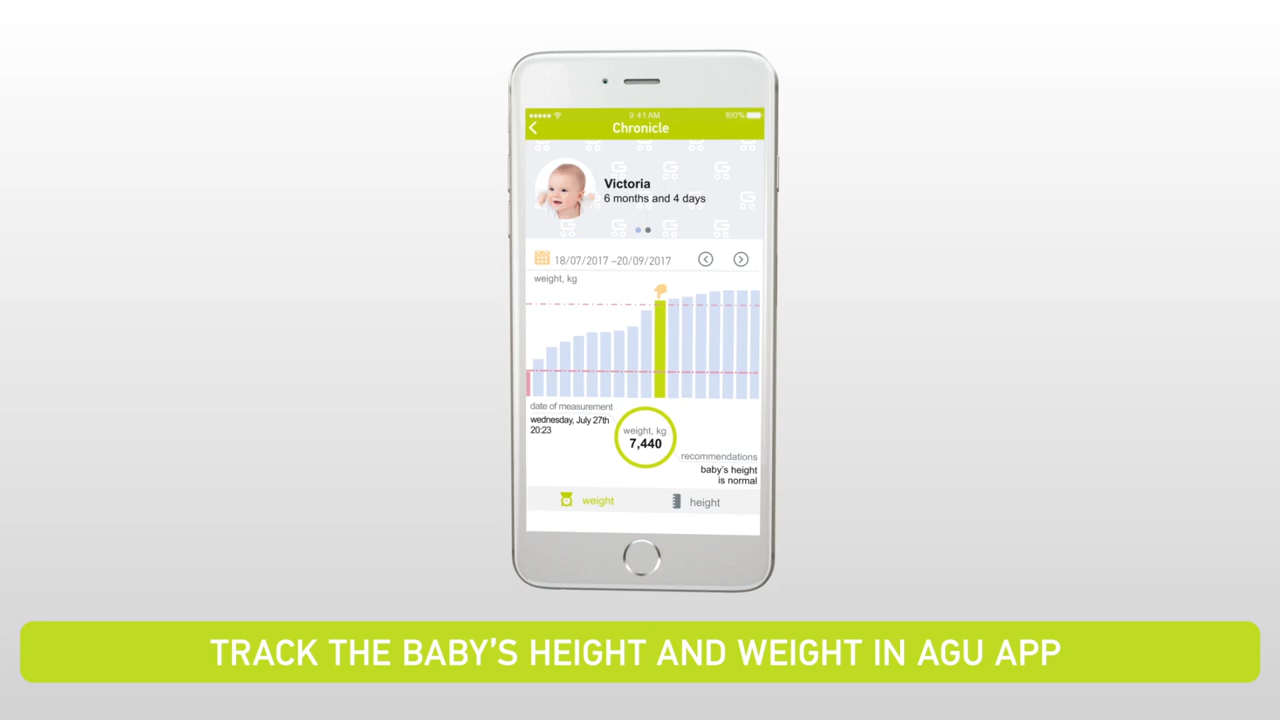 9:41 AM
100%
Chronicle
Victoria
6 months and 4 days
18/07/2017 –20/09/2017
weight, kg
date of measurement
wednesday, July 27th
20:23
weight, kg
7,440
recommendations
baby's height
is normal
weight
height
TRACK THE BABY'S HEIGHT AND WEIGHT IN AGU APP